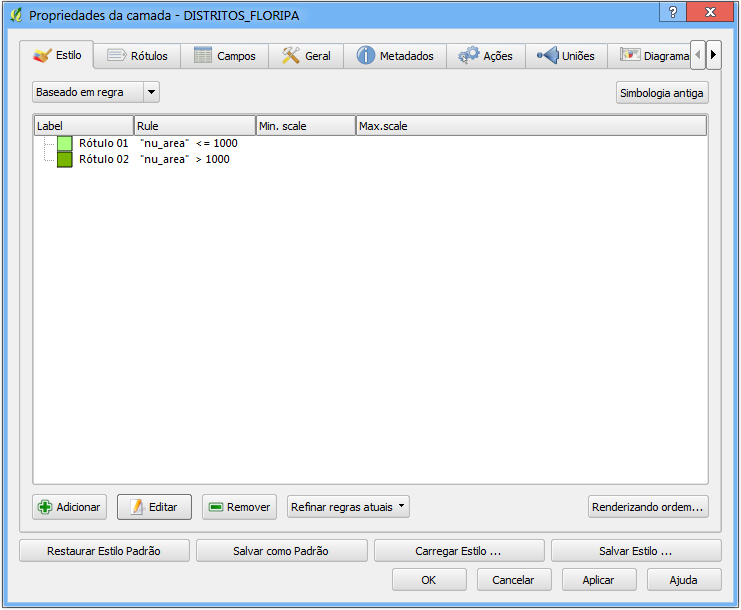 Propriedades da camada - DISTRITOS_FLORIPA ?
Estilo Rótulos Campos Geral Metadados Ações Uniões Diagrama
Baseado em regra Simbologia antiga
Label Rule Min. scale Max.scale
Rótulo 01 "nu_area" <= 1000
Rótulo 02 "nu_area" > 1000
Adicionar Editar Remover Refinar regras atuais Renderizando ordem...
Restaurar Estilo Padrão Salvar como Padrão Carregar Estilo ... Salvar Estilo ...
OK Cancelar Aplicar Ajuda